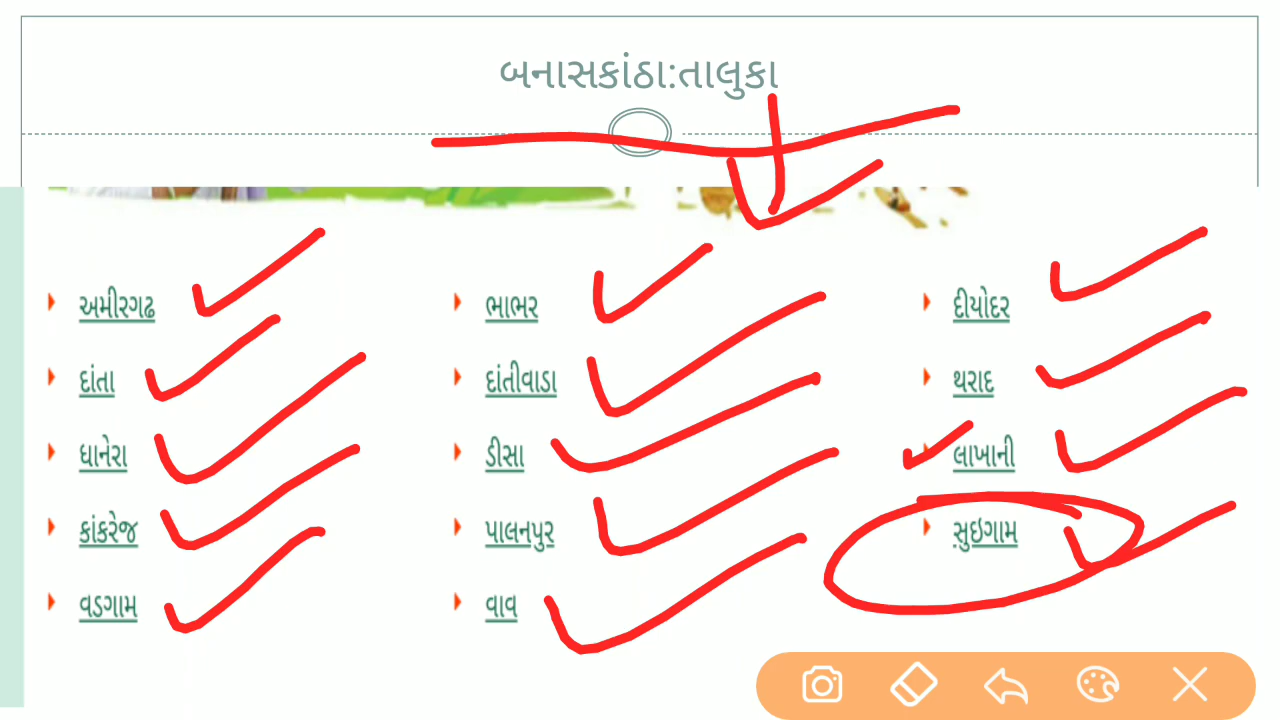 બનાસકાંઠા:તાલુકા
અમીરગઢ
ભાભર
દીયોદર
દાંતા
દાંતીવાડા
થરાદ
ધાનેરા
ડીસા
લાખાની
કાંકરેજ
પાલનપુર
સુઇગામ
વડગામ
વાવ